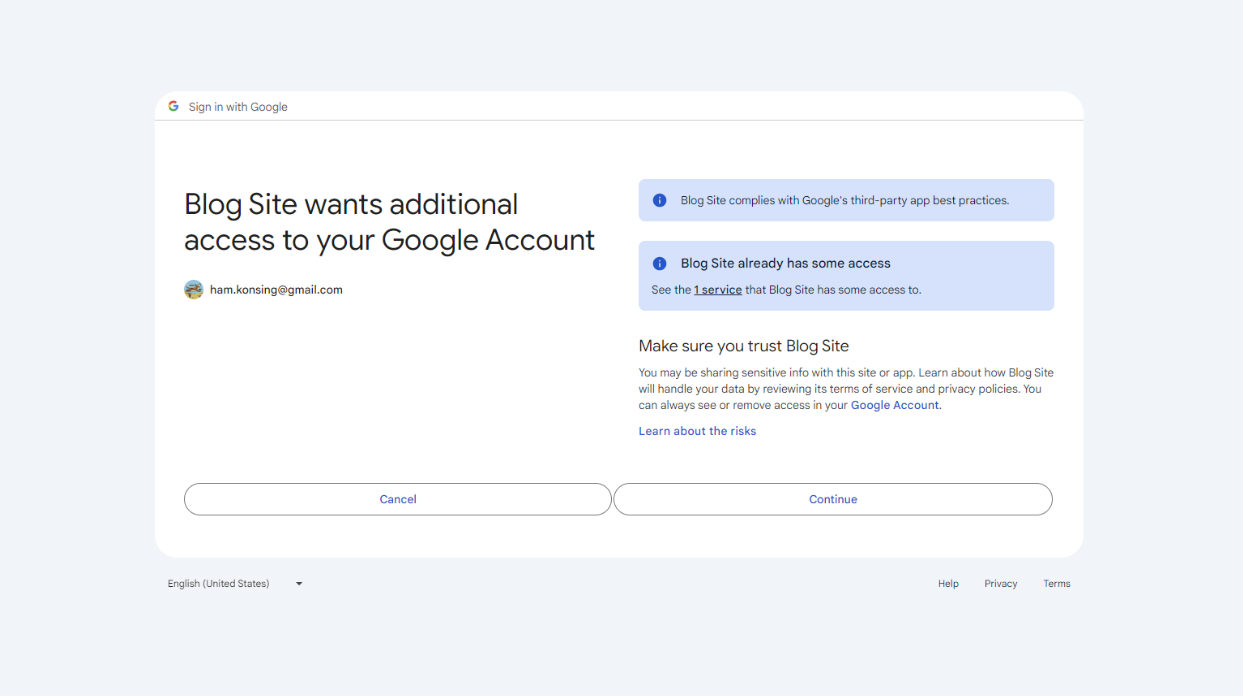 Sign in with Google
Blog Site wants additional
access to your Google Account
ham.konsing@gmail.com
Blog Site complies with Google's third-party app best practices.
Blog Site already has some access
See the 1 service that Blog Site has some access to.
Make sure you trust Blog Site
You may be sharing sensitive info with this site or app. Learn about how Blog Site
will handle your data by reviewing its terms of service and privacy policies. You
can always see or remove access in your Google Account.
Learn about the risks
Cancel
Continue
English (United States)
Help
Privacy
Terms